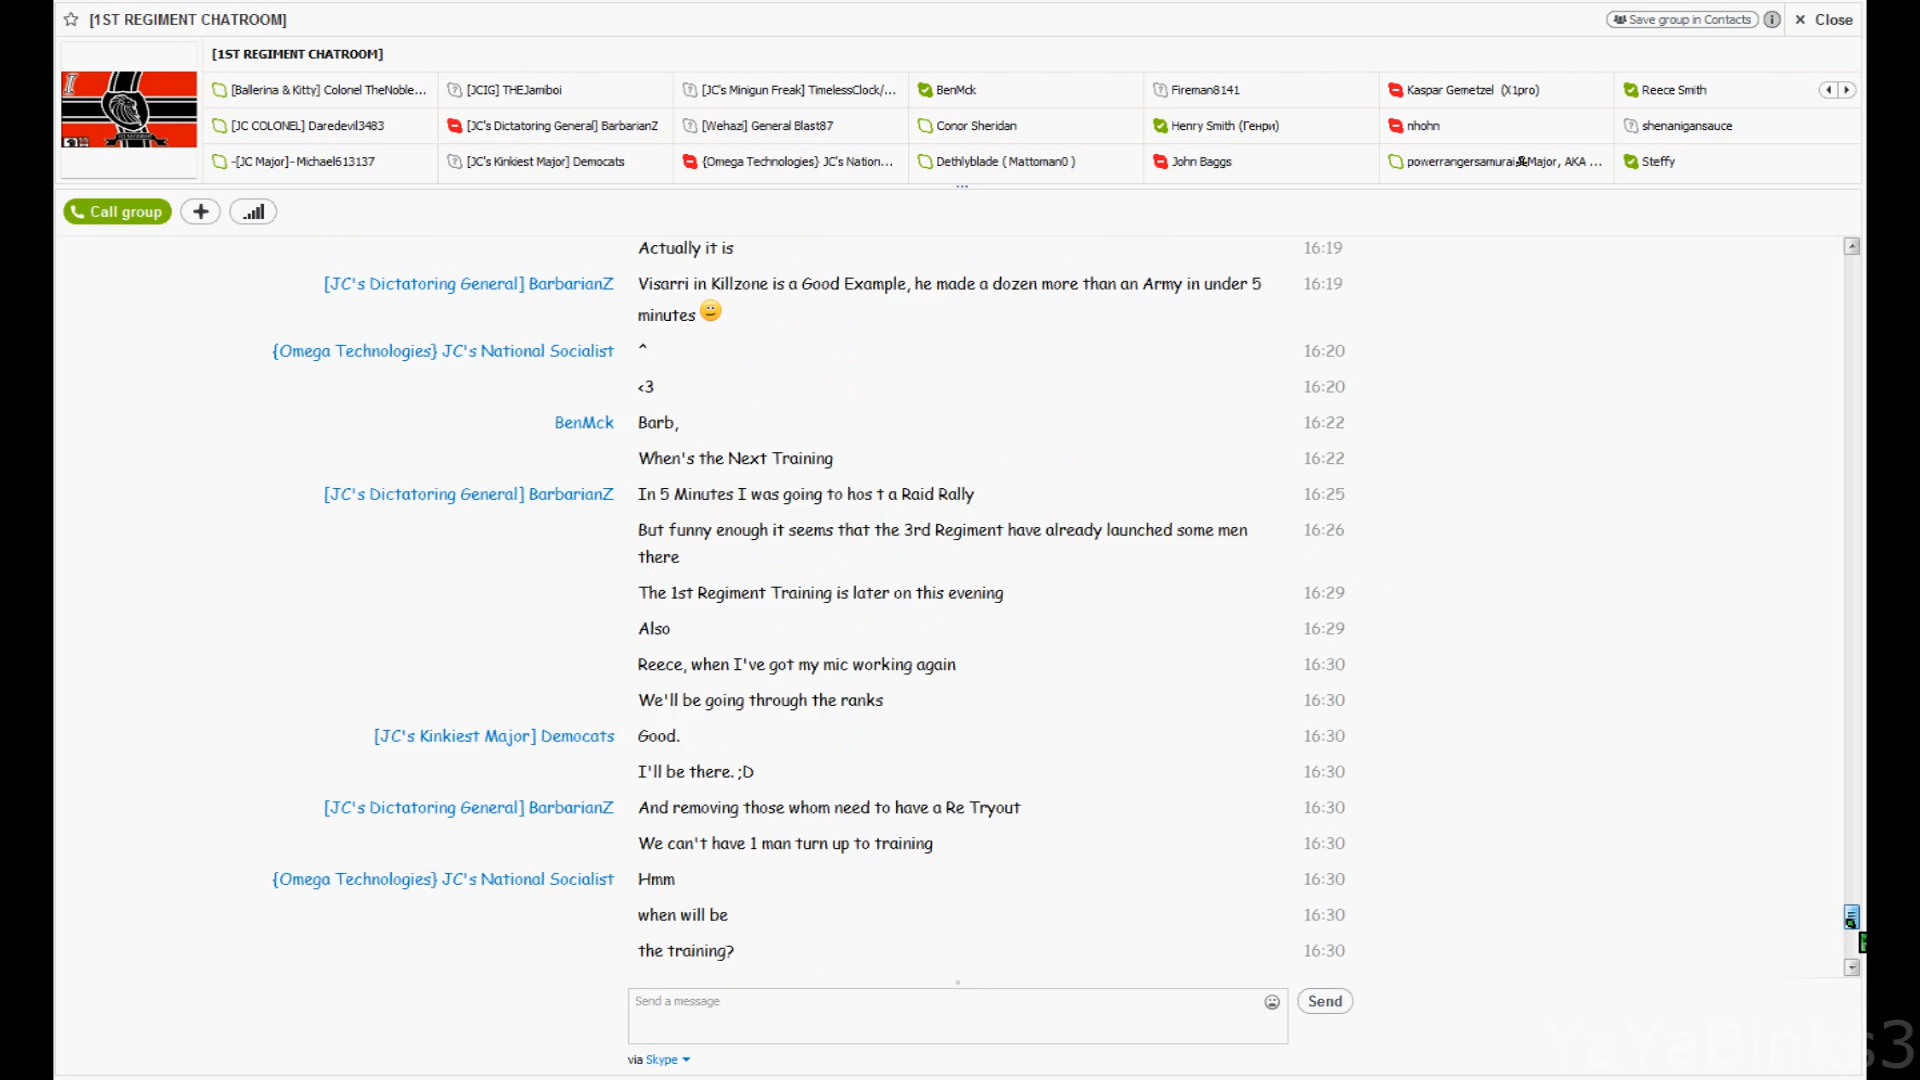 [1ST REGIMENT CHATROOM]
Save group in Contacts
Close
[1ST REGIMENT CHATROOM]
[Ballerina & Kitty] Colonel TheNoble...
[JCIG] THEJamiboi
[JC's Minigun Freak] TimelessClock/...
BenMck
Fireman8141
Kaspar Gemetzel (X1pro)
Reece Smith
[JC COLONEL] Daredevil3483
[JC's Dictatoring General] BarbarianZ
[Wehazi] General Blast87
Conor Sheridan
Henry Smith (Генри)
nhohn
shenanigansauce
-[JC Major]- Michael613137
[JC's Kinkiest Major] Democats
{Omega Technologies} JC's Nation...
Dethlyblade ( Mattoman0 )
John Baggs
powerrangersamurai Major, AKA ...
Steffy
Call group
Actually it is 16:19
[JC's Dictatoring General] BarbarianZ Visarri in Killzone is a Good Example, he made a dozen more than an Army in under 5 16:19
minutes
{Omega Technologies} JC's National Socialist ^ 16:20
<3 16:20
BenMck Barb, 16:22
When's the Next Training 16:22
[JC's Dictatoring General] BarbarianZ In 5 Minutes I was going to hos t a Raid Rally 16:25
But funny enough it seems that the 3rd Regiment have already launched some men 16:26
there
The 1st Regiment Training is later on this evening 16:29
Also 16:29
Reece, when I've got my mic working again 16:30
We'll be going through the ranks 16:30
[JC's Kinkiest Major] Democats Good. 16:30
I'll be there. ;D 16:30
[JC's Dictatoring General] BarbarianZ And removing those whom need to have a Re Tryout 16:30
We can't have 1 man turn up to training 16:30
{Omega Technologies} JC's National Socialist Hmm 16:30
when will be 16:30
the training? 16:30
Send a message
Send
via Skype
YaYaBinks3